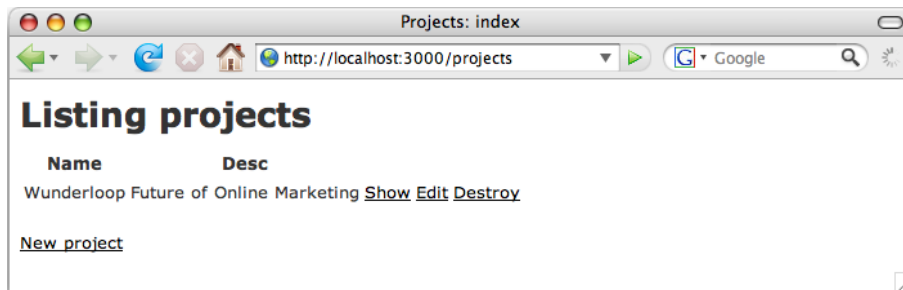 Projects: index
http://localhost:3000/projects
G Google
Listing projects
Name Desc
Wunderloop Future of Online Marketing Show Edit Destroy
New project